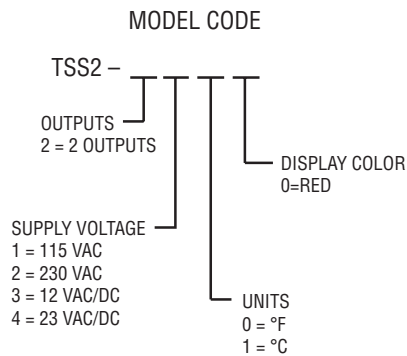 MODEL CODE
TSS2 –
OUTPUTS
2 = 2 OUTPUTS
DISPLAY COLOR
0=RED
SUPPLY VOLTAGE
1 = 115 VAC
2 = 230 VAC
3 = 12 VAC/DC
4 = 23 VAC/DC
UNITS
0 = °F
1 = °C